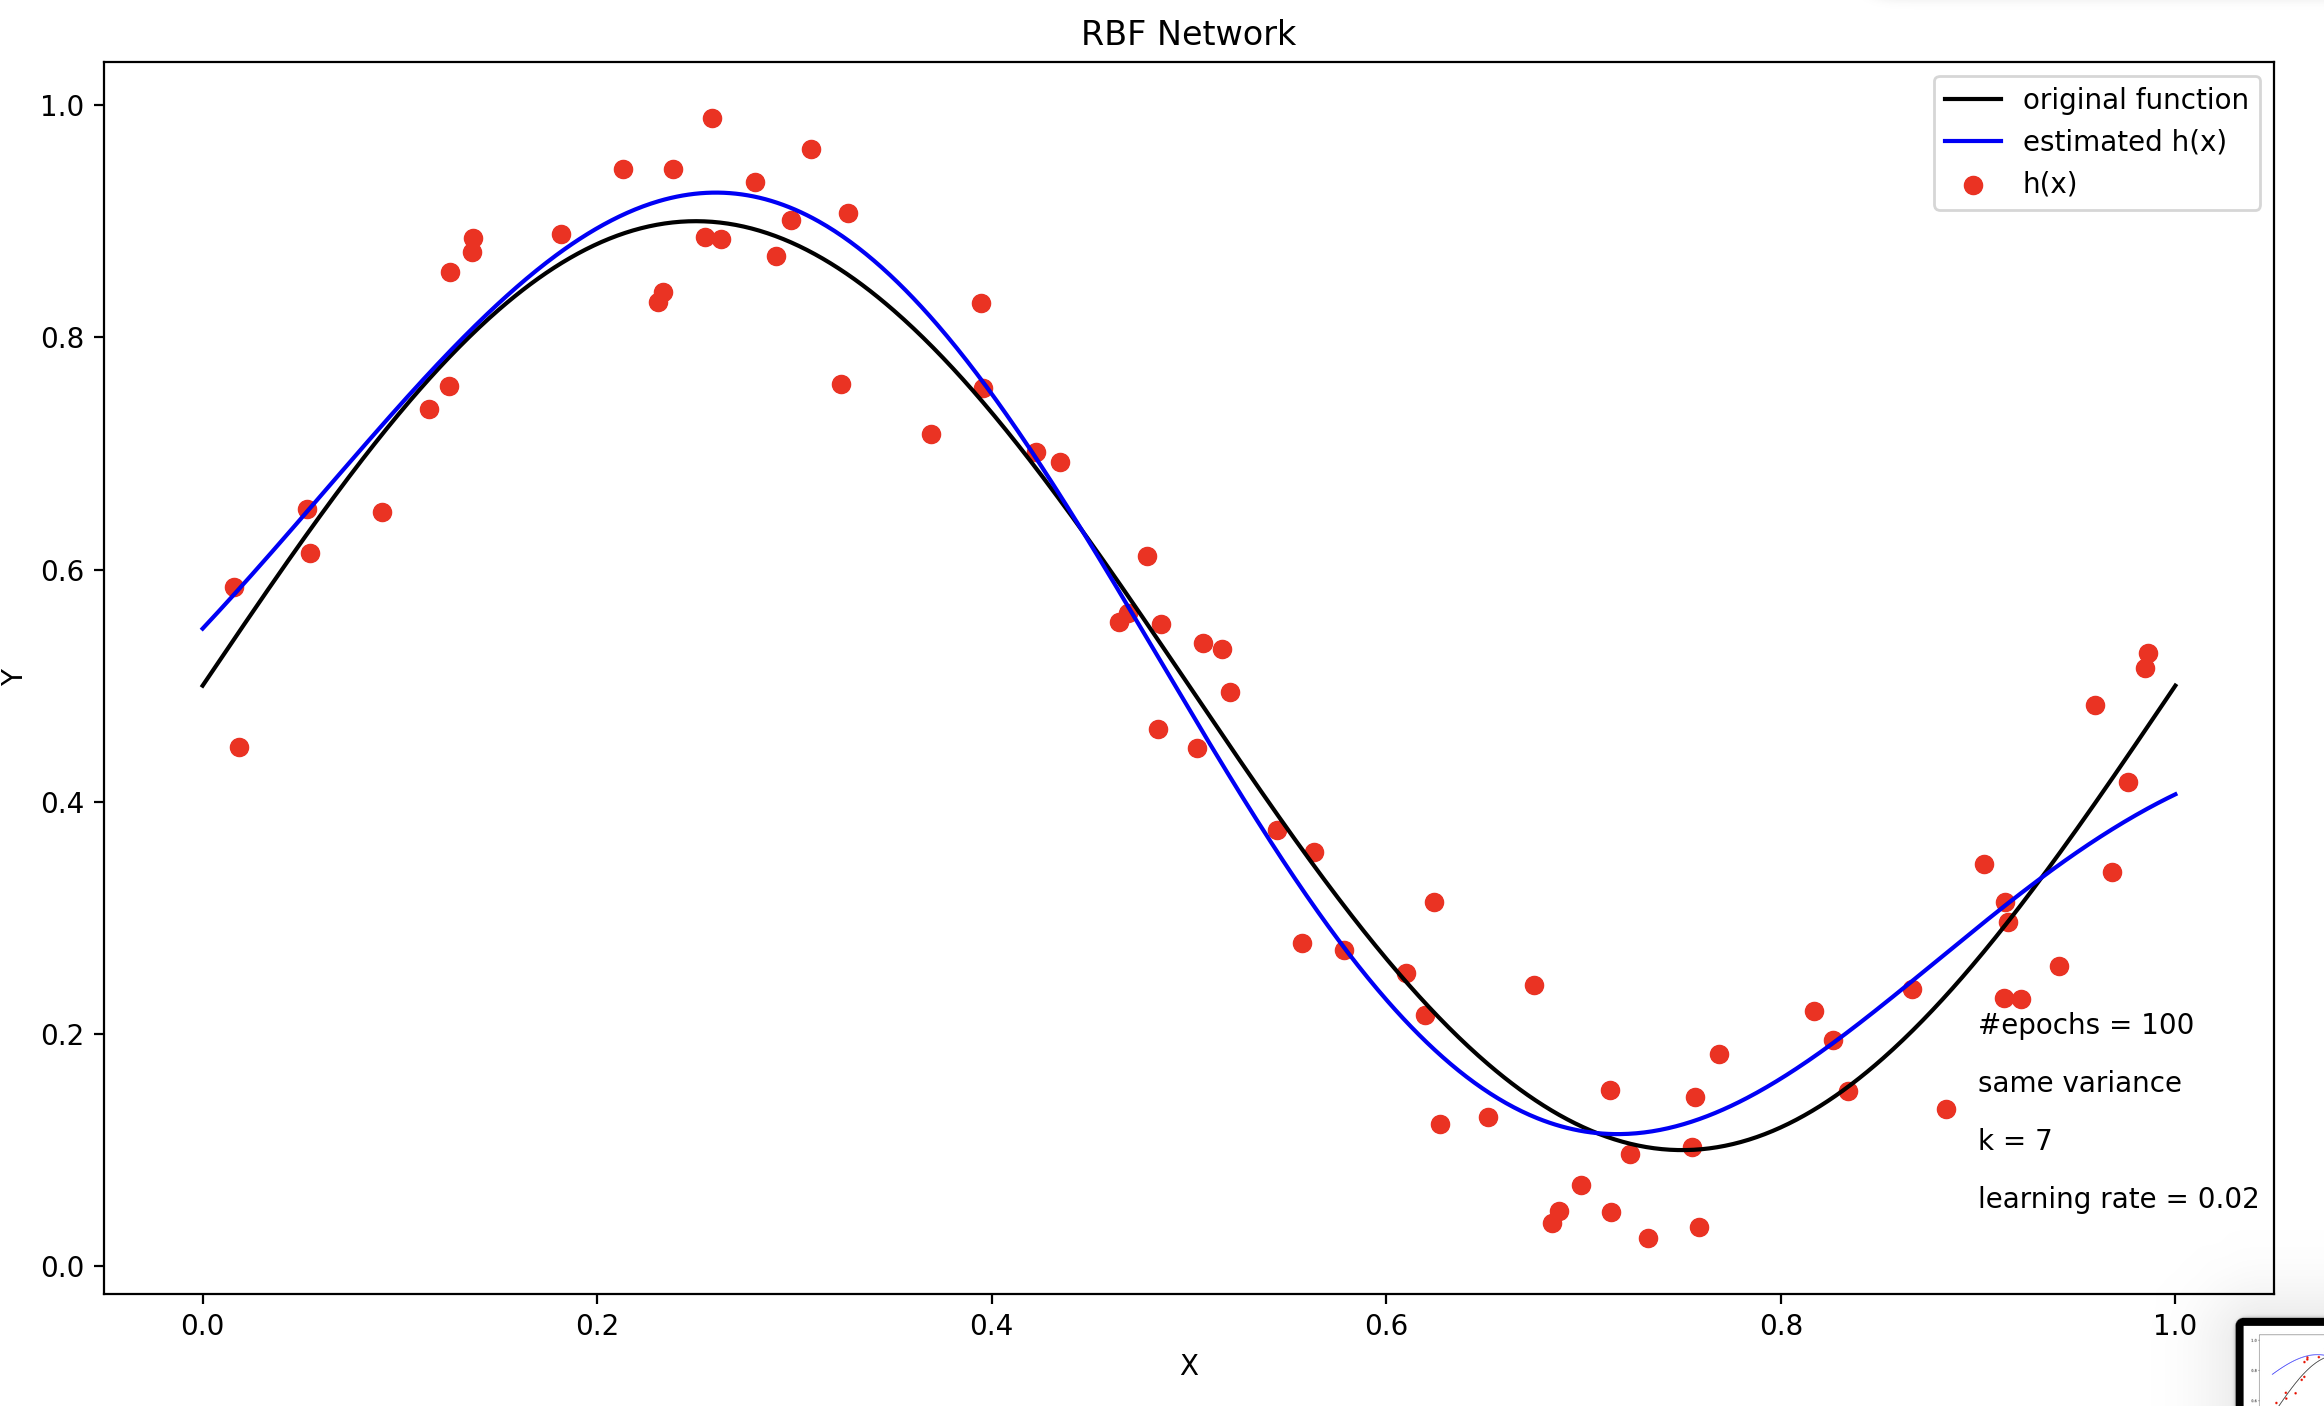 RBF Network
original function
estimated h(x)
h(x)
1.0
0.8
0.6
0.4
0.2
0.0
Y
#epochs = 100
same variance
k = 7
learning rate = 0.02
0.0 0.2 0.4 0.6 0.8 1.0
X